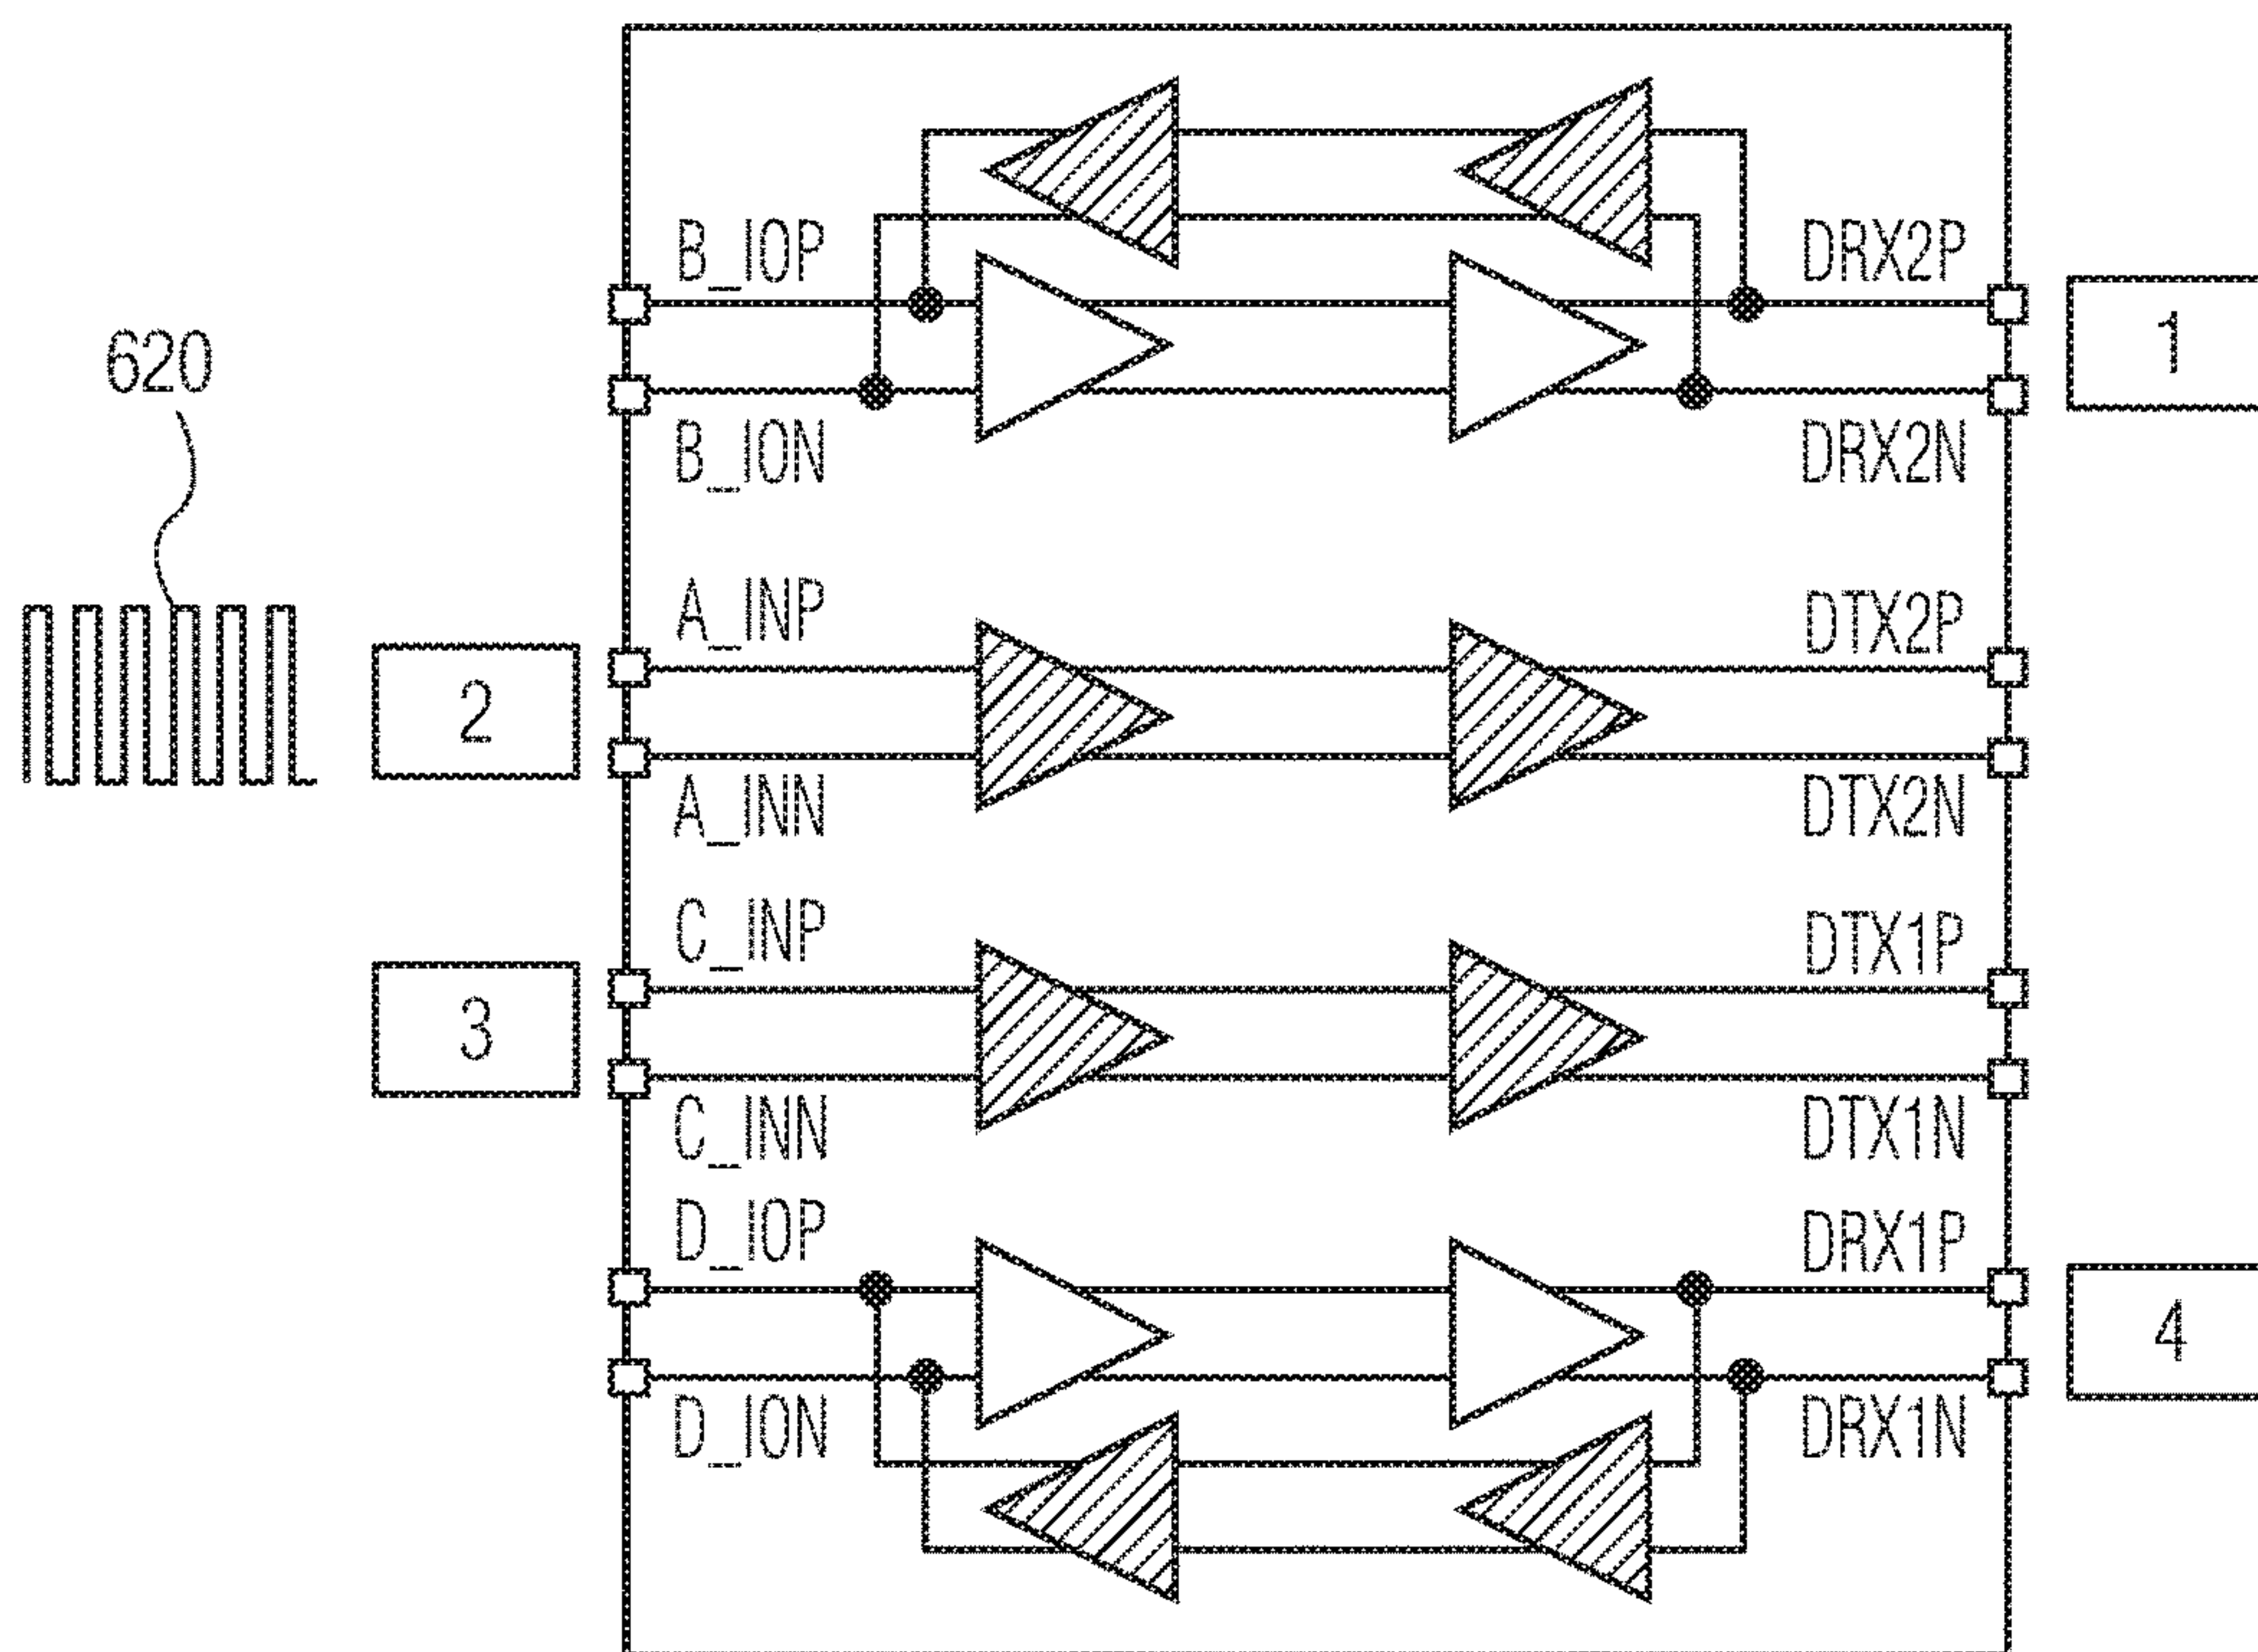 B_IOP DRX2P
620
1
B_ION DRX2N
A_INP DTX2P
2
A_INN DTX2N
C_INP DTX1P
3
C_INN DTX1N
D_IOP DRX1P
4
D_ION DRX1N